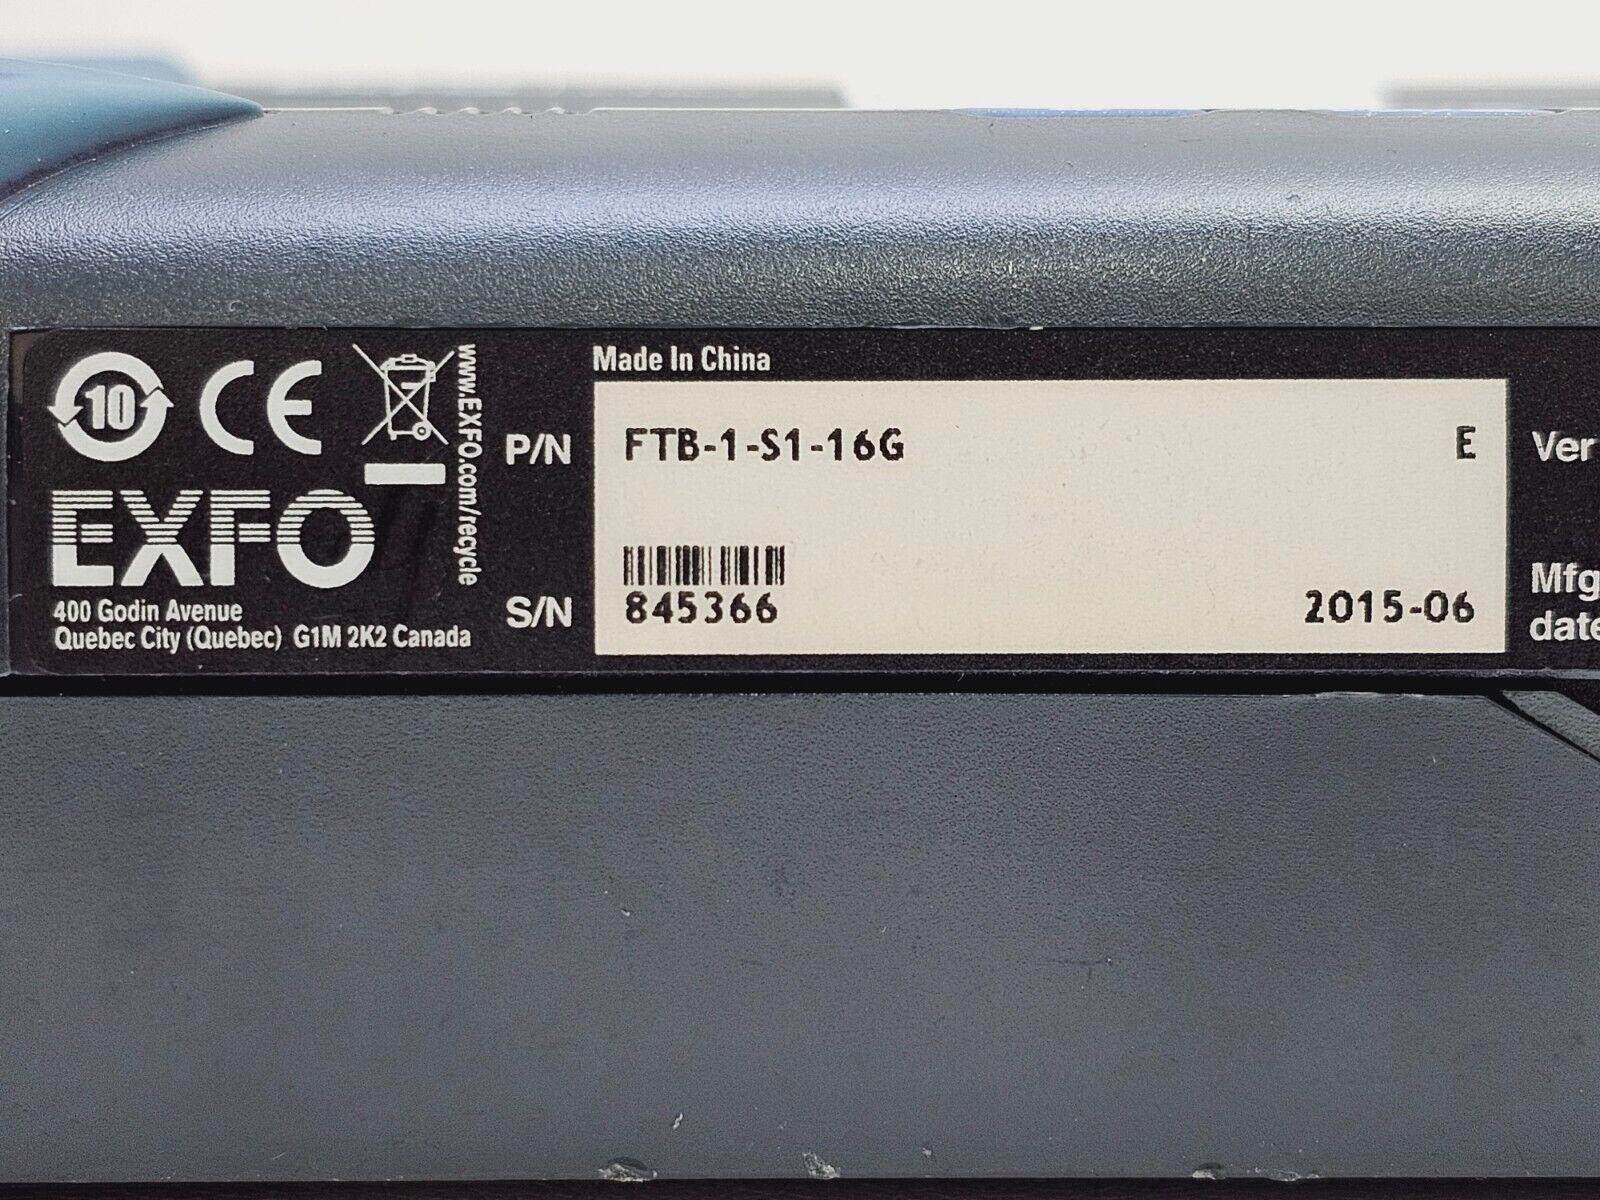 10 CE
www.EXFO.com/recycle
EXFO
400 Godin Avenue
Quebec City (Quebec) G1M 2K2 Canada
Made In China
P/N FTB-1-S1-16G E Ver
S/N 845366 2015-06 Mfg
date